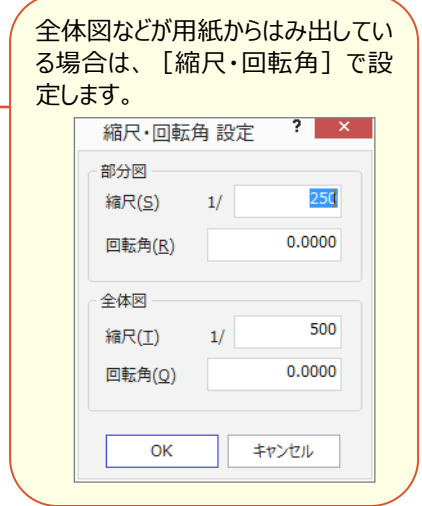 全体図などが用紙からはみ出してい
る場合は、［縮尺・回転角］で設
定します。
縮尺・回転角 設定 ? ×
部分図
縮尺(S) 1/ 250
回転角(R) 0.0000
全体図
縮尺(T) 1/ 500
回転角(Q) 0.0000
OK キャンセル